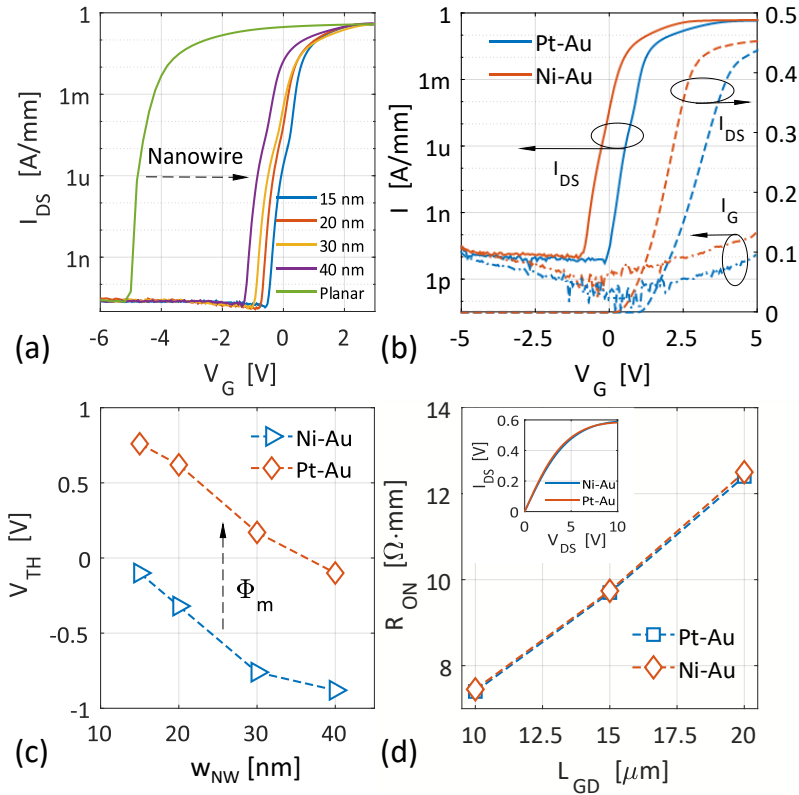 1
1m
1u
1n
I_DS [A/mm]
Nanowire
15 nm
20 nm
30 nm
40 nm
Planar
-6 -4 -2 0 2
V_G [V]
(a)
1
1m
1u
1n
1p
I [A/mm]
Pt-Au
Ni-Au
I_DS
I_DS
I_G
0.5
0.4
0.3
0.2
0.1
0
-5 -2.5 0 2.5 5
V_G [V]
(b)
1
0.5
0
-0.5
-1
V_TH [V]
Ni-Au
Pt-Au
Φ_m
10 20 30 40
w_NW [nm]
(c)
14
12
10
8
R_ON [Ω·mm]
0.6
0.4
0.2
0
I_DS [V]
Ni-Au
Pt-Au
0 5 10
V_DS [V]
Pt-Au
Ni-Au
10 15 20
L_GD [μm]
(d)